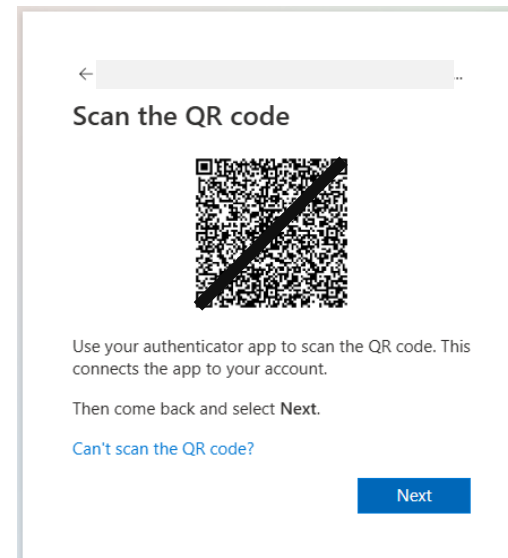 ...
Scan the QR code
Use your authenticator app to scan the QR code. This
connects the app to your account.
Then come back and select Next.
Can't scan the QR code?
Next